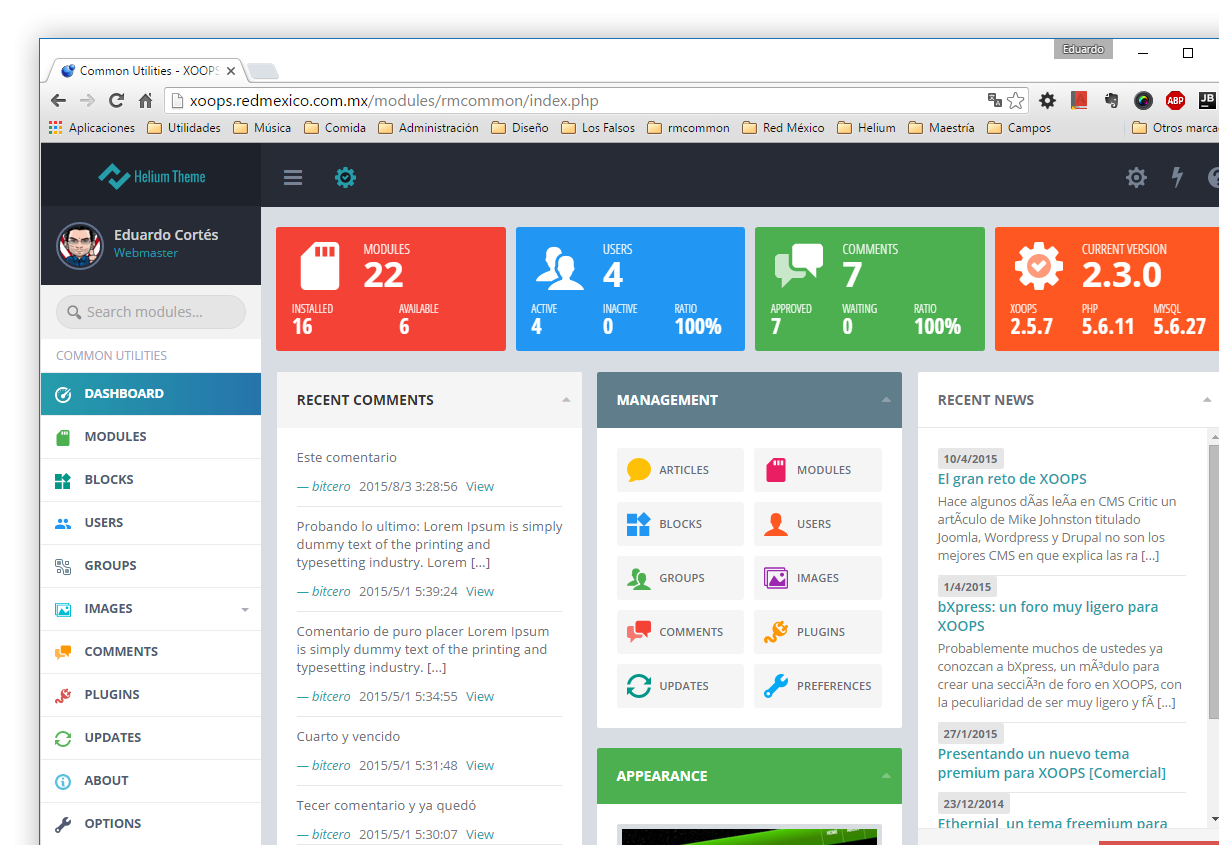 Eduardo
Common Utilities - XOOPS
xoops.redmexico.com.mx/modules/rmcommon/index.php
ABP
JB
Aplicaciones Utilidades Música Comida Administración Diseño Los Falsos rmcommon Red México Helium Maestría Campos Otros marca
Helium Theme
Eduardo Cortés
Webmaster
Search modules...
COMMON UTILITIES
DASHBOARD
MODULES
BLOCKS
USERS
GROUPS
IMAGES
COMMENTS
PLUGINS
UPDATES
ABOUT
OPTIONS
MODULES
22
INSTALLED AVAILABLE
16 6
USERS
4
ACTIVE INACTIVE RATIO
4 0 100%
COMMENTS
7
APPROVED WAITING RATIO
7 0 100%
CURRENT VERSION
2.3.0
XOOPS PHP MYSQL
2.5.7 5.6.11 5.6.27
RECENT COMMENTS
Este comentario
— bitcero 2015/8/3 3:28:56 View
Probando lo ultimo: Lorem Ipsum is simply
dummy text of the printing and
typesetting industry. Lorem [...]
— bitcero 2015/5/1 5:39:24 View
Comentario de puro placer Lorem Ipsum
is simply dummy text of the printing and
typesetting industry. [...]
— bitcero 2015/5/1 5:34:55 View
Cuarto y vencido
— bitcero 2015/5/1 5:31:48 View
Tecer comentario y ya quedó
— bitcero 2015/5/1 5:30:07 View
MANAGEMENT
ARTICLES MODULES
BLOCKS USERS
GROUPS IMAGES
COMMENTS PLUGINS
UPDATES PREFERENCES
APPEARANCE
HOME
RECENT NEWS
10/4/2015
El gran reto de XOOPS
Hace algunos dÃas leÃa en CMS Critic un
artÃculo de Mike Johnston titulado
Joomla, Wordpress y Drupal no son los
mejores CMS en que explica las ra [...]
1/4/2015
bXpress: un foro muy ligero para
XOOPS
Probablemente muchos de ustedes ya
conozcan a bXpress, un mÃ³dulo para
crear una secciÃ³n de foro en XOOPS, con
la peculiaridad de ser muy ligero y fÃ [...]
27/1/2015
Presentando un nuevo tema
premium para XOOPS [Comercial]
23/12/2014
Ethernial, un tema freemium para